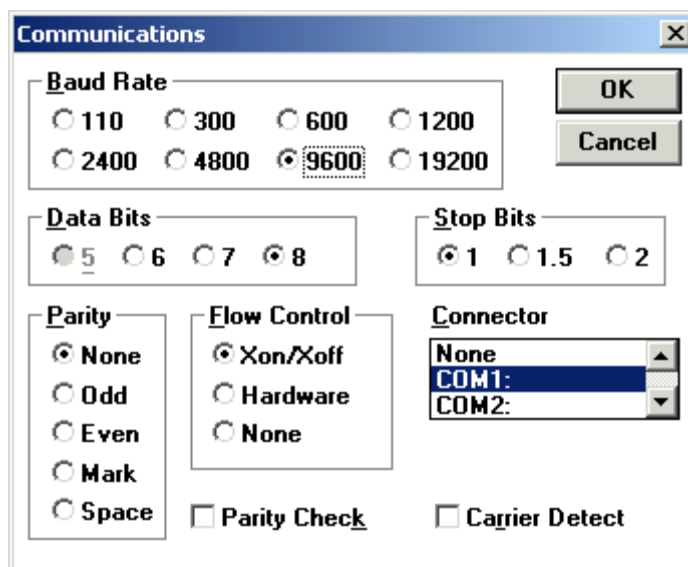 Communications
Baud Rate
110 300 600 1200
2400 4800 9600 19200
OK
Cancel
Data Bits
5 6 7 8
Stop Bits
1 1.5 2
Parity
None
Odd
Even
Mark
Space
Flow Control
Xon/Xoff
Hardware
None
Connector
None
COM1:
COM2:
Parity Check
Carrier Detect